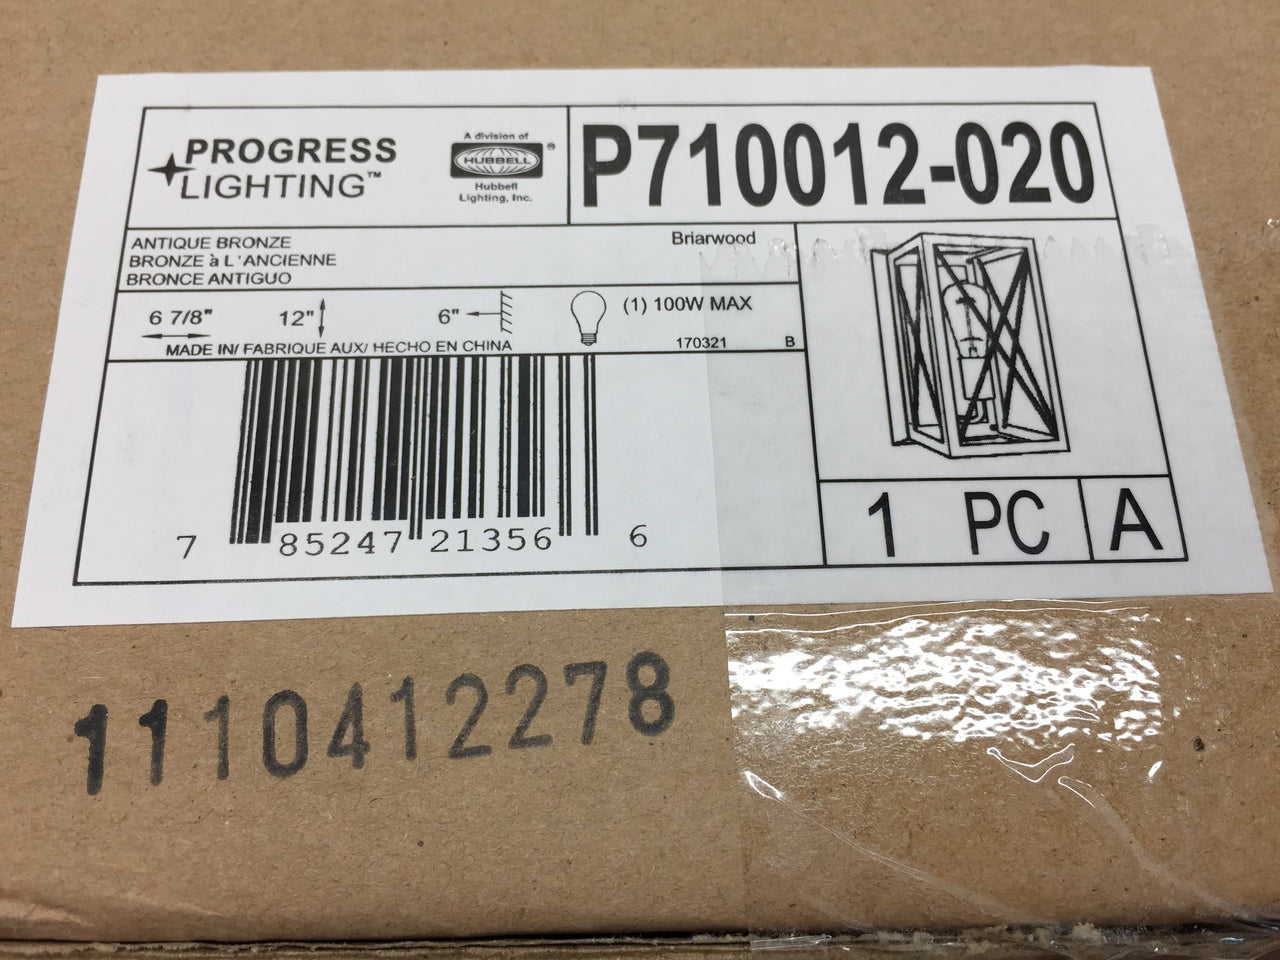 PROGRESS
LIGHTING™
A division of
HUBBELL®
Hubbell
Lighting, Inc.
P710012-020
ANTIQUE BRONZE
BRONZE à L'ANCIENNE
BRONCE ANTIGUO
Briarwood
6 7/8" 12" 6" (1) 100W MAX
MADE IN/ FABRIQUE AUX/ HECHO EN CHINA
170321 B
7 85247 21356 6
1 PC A
1110412278